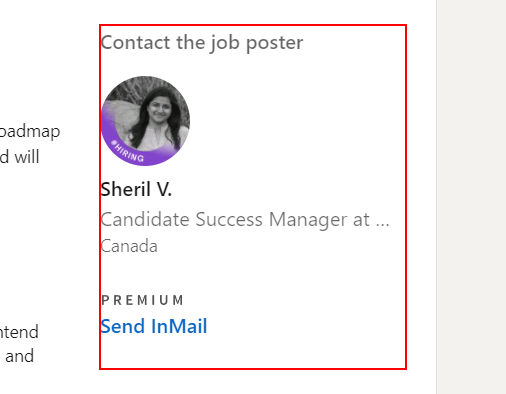 Contact the job poster
#HIRING
Sheril V.
Candidate Success Manager at ...
Canada
PREMIUM
Send InMail
oadmap
d will
ntend
and